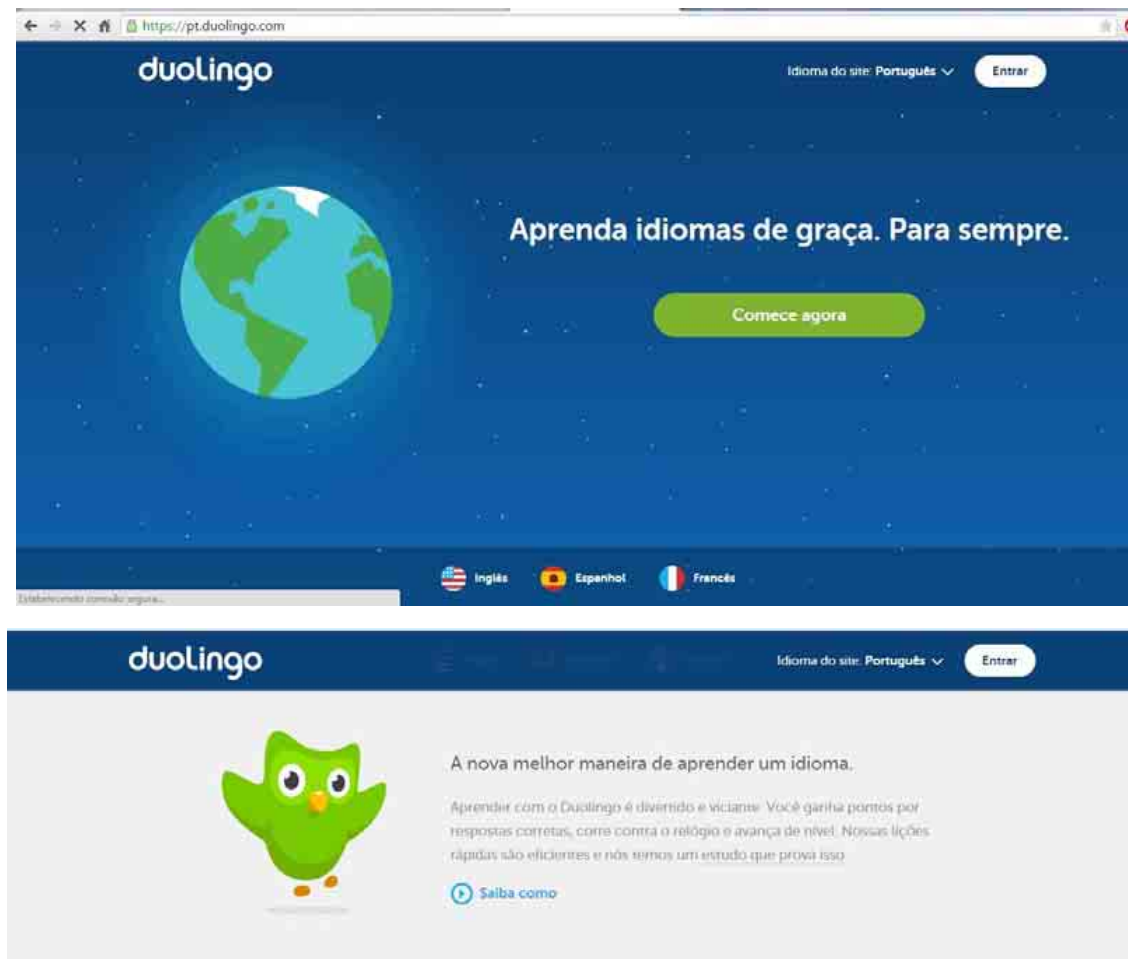 https://pt.duolingo.com
duolingo
Idioma do site: Português
Entrar
Aprenda idiomas de graça. Para sempre.
Comece agora
Inglês
Espanhol
Francês
Estabelecendo conexão segura...
duolingo
Idioma do site: Português
Entrar
A nova melhor maneira de aprender um idioma.
Aprender com o Duolingo é divertido e viciante. Você ganha pontos por
respostas corretas, corre contra o relógio e avança de nível. Nossas lições
rápidas são eficientes e nós temos um estudo que prova isso
Saiba como